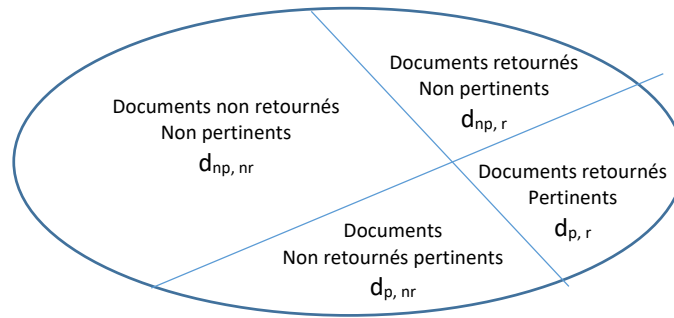 Documents retournés
Non pertinents
dnp, r
Documents non retournés
Non pertinents
dnp, nr
Documents retournés
Pertinents
dp, r
Documents
Non retournés pertinents
dp, nr